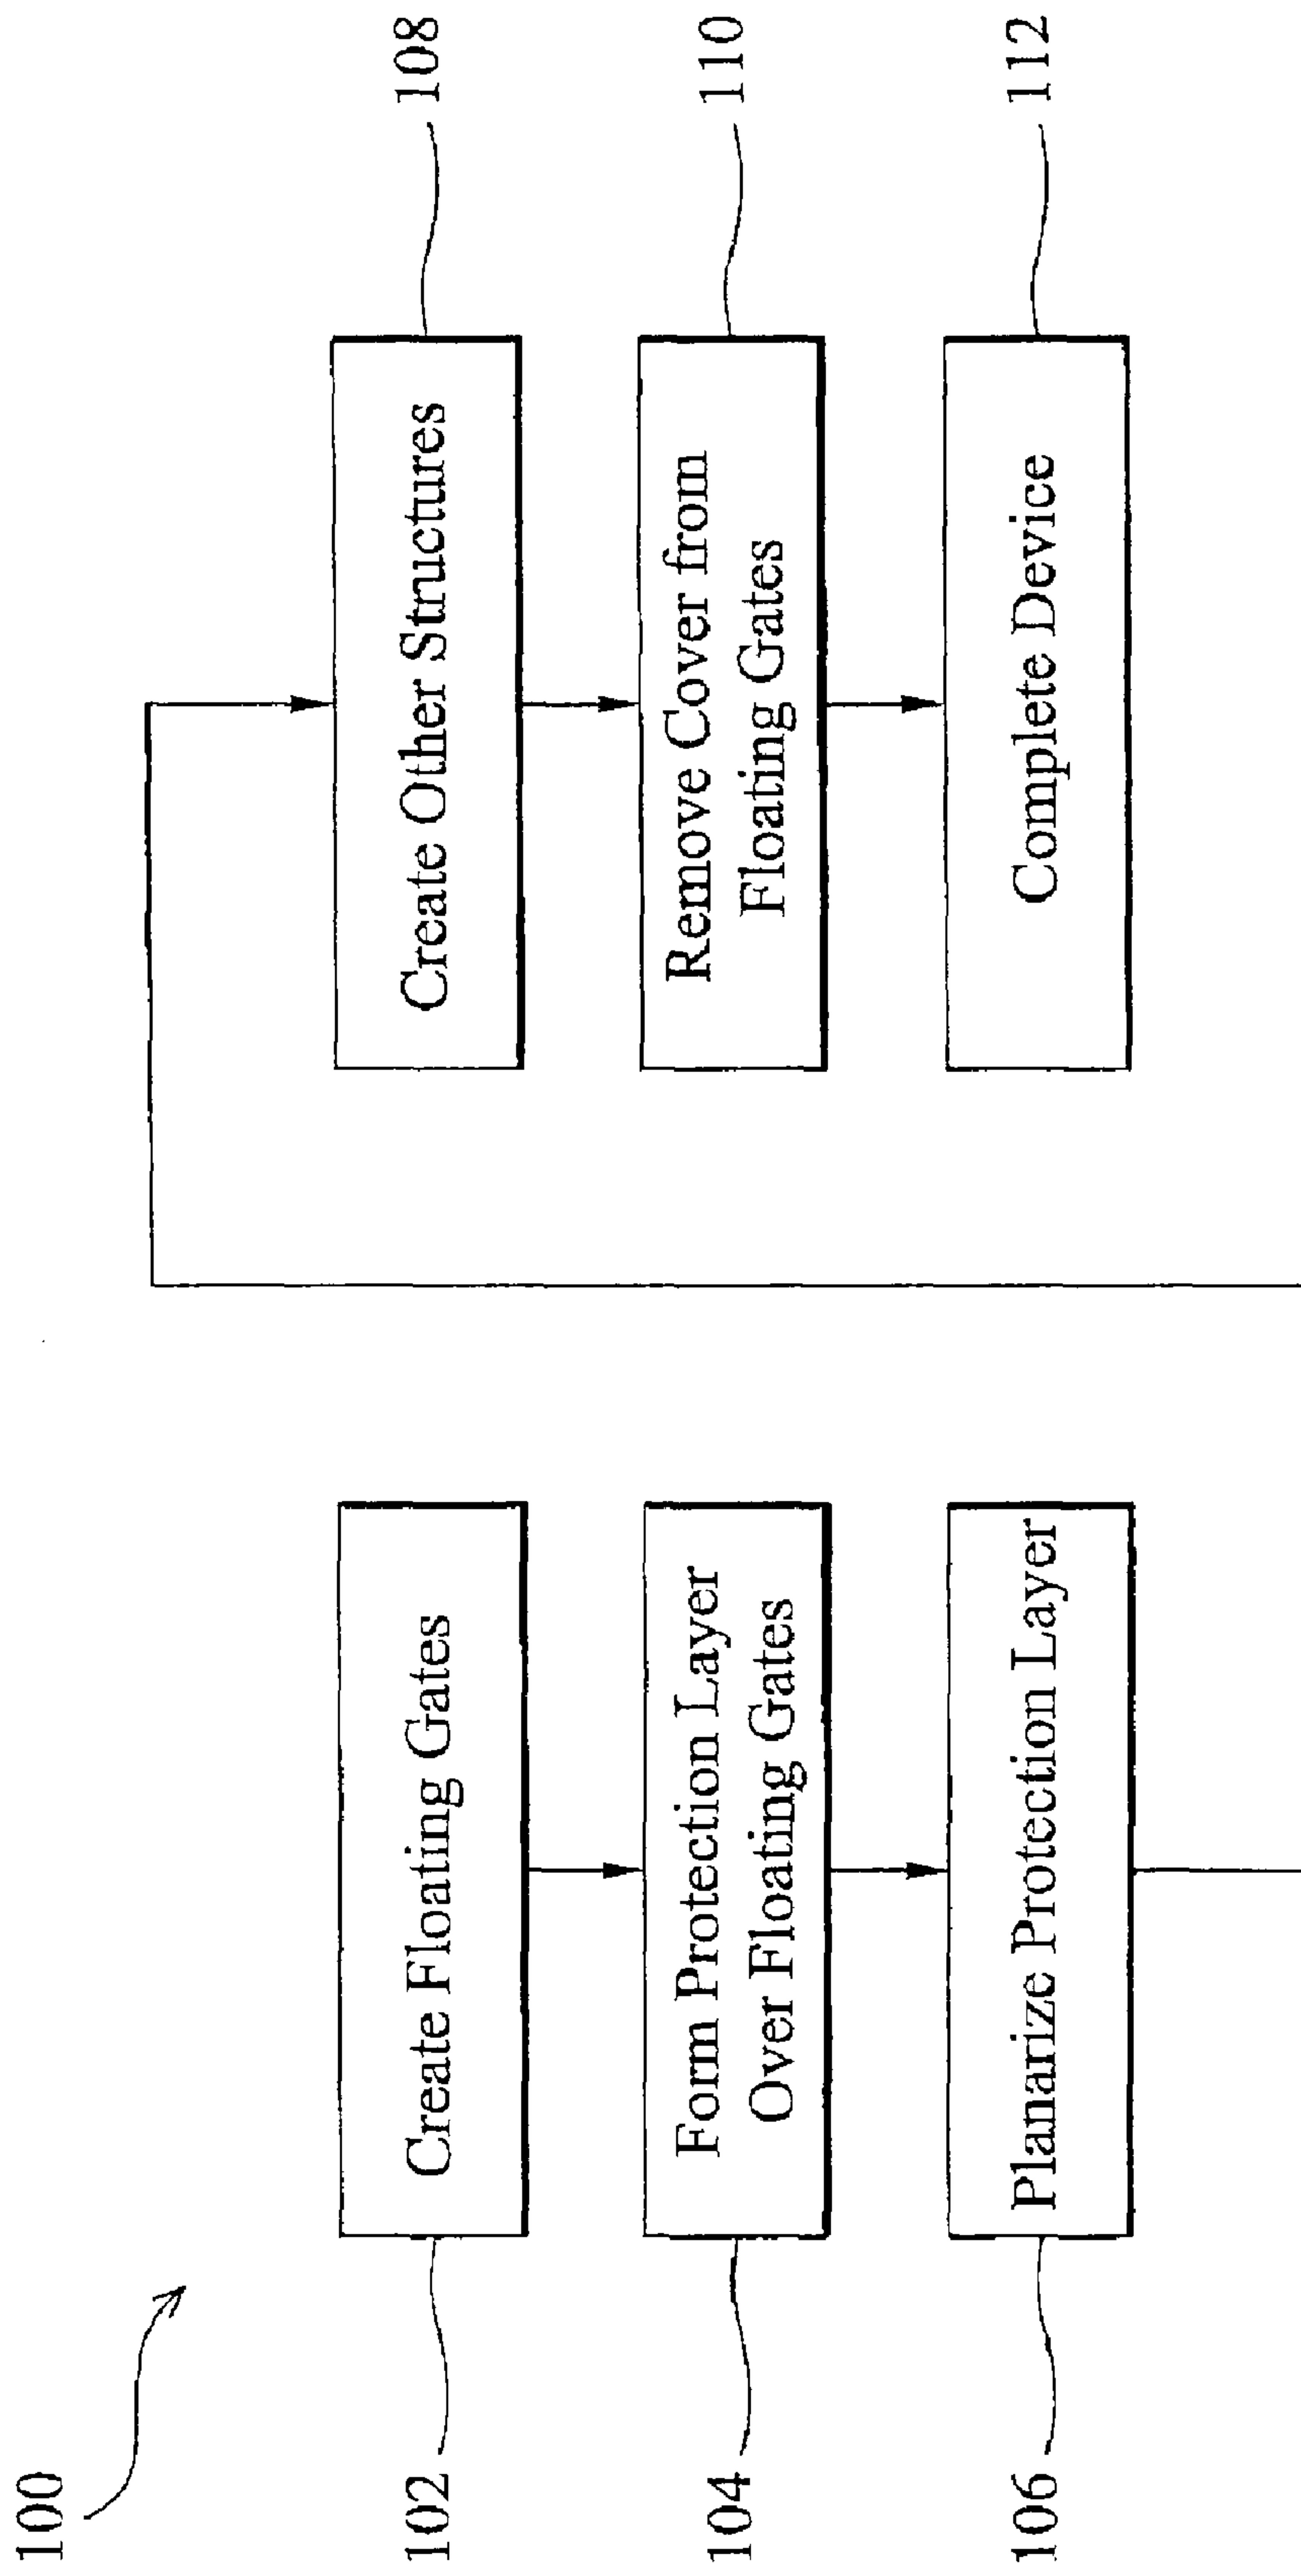 100
102
Create Floating Gates
104
Form Protection Layer
Over Floating Gates
106
Planarize Protection Layer
Create Other Structures
108
Remove Cover from
Floating Gates
110
Complete Device
112